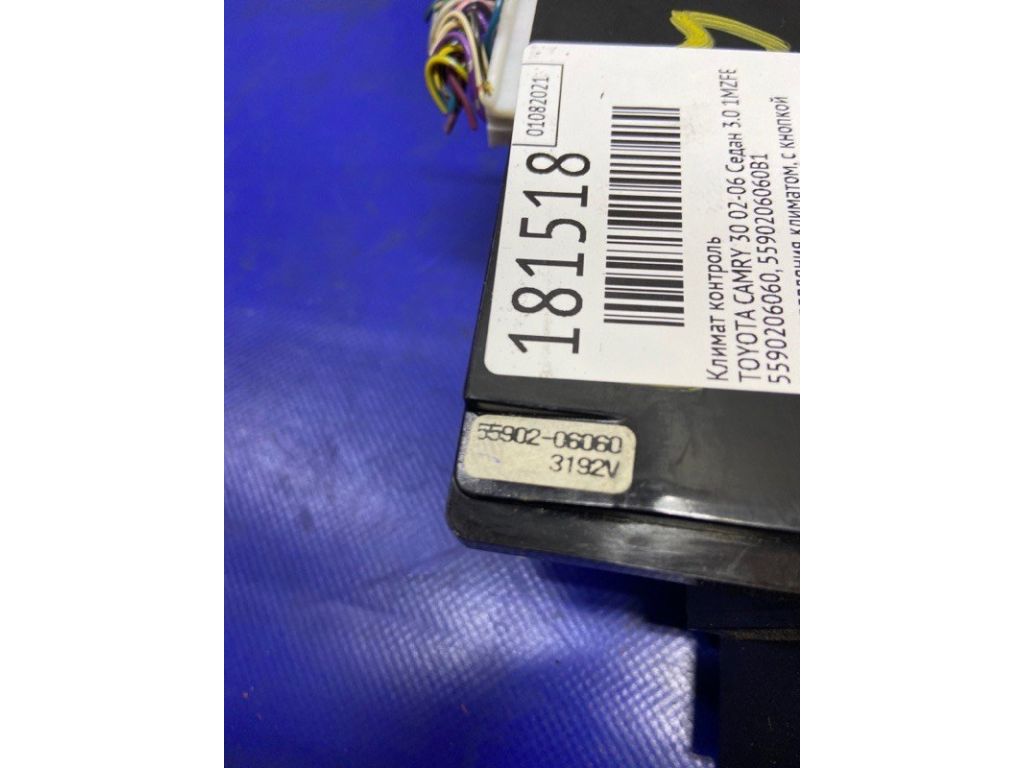 01082021
181518
Климат контроль
TOYOTA CAMRY 30 02-06 Седан 3.0 1MZFE
5590206060, 5590206060B1
климатом, с кнопкой
55902-06060
3192V